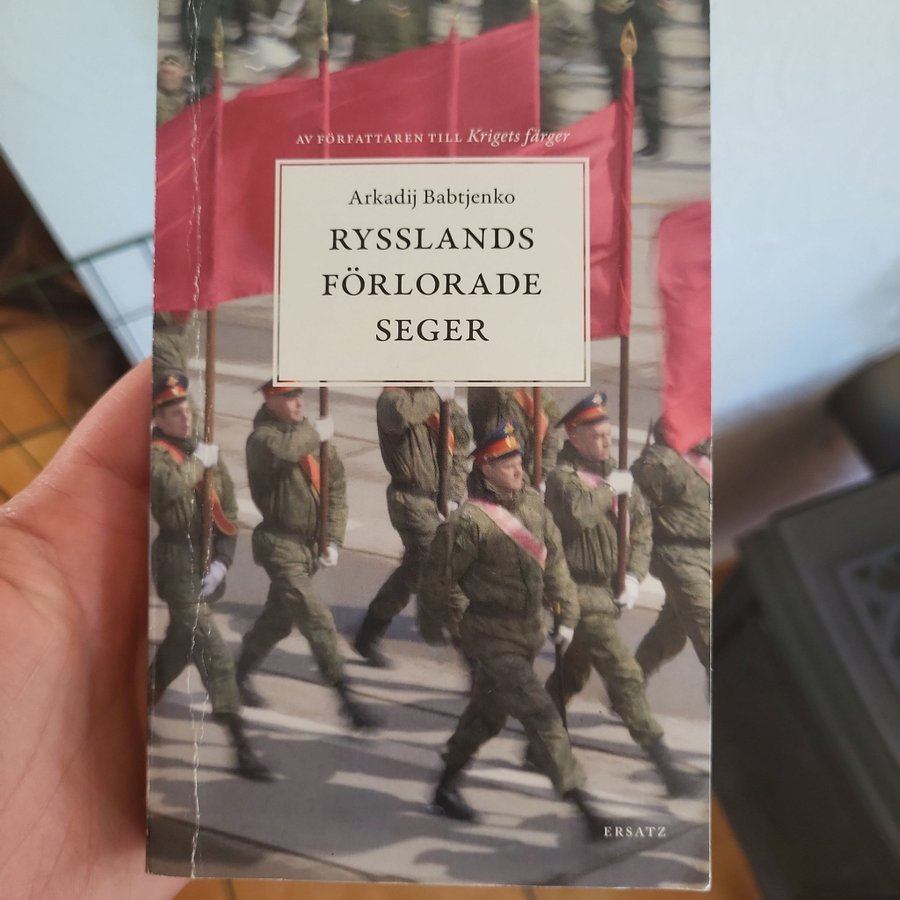 AV FÖRFATTAREN TILL Krigets färger
Arkadij Babtjenko
RYSSLANDS
FÖRLORADE
SEGER
ERSATZ